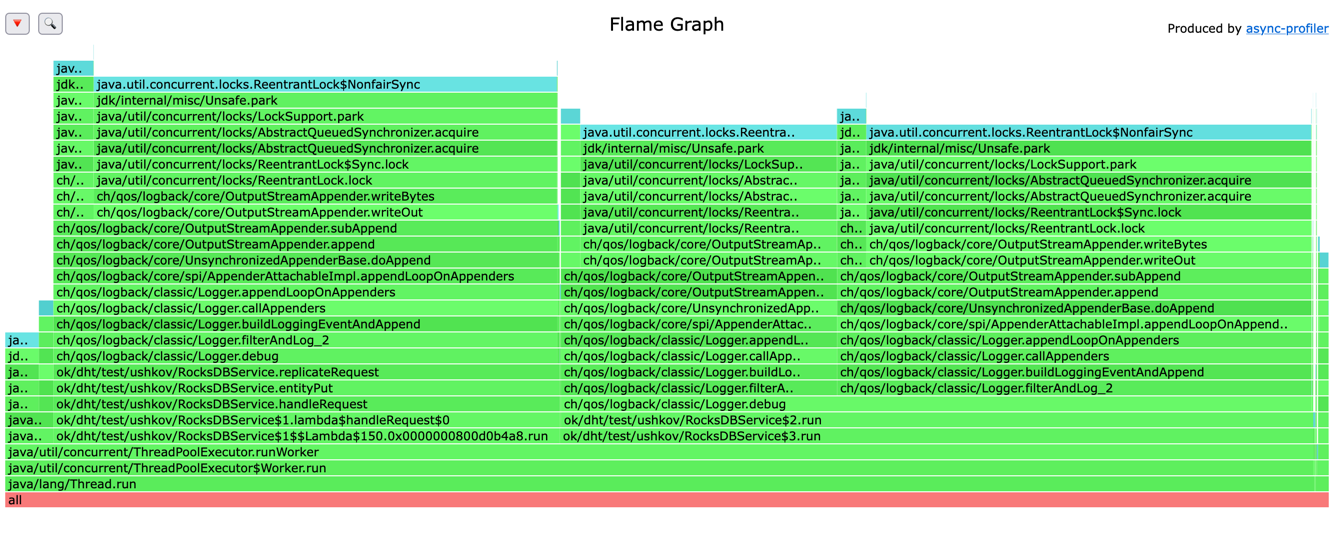 Flame Graph
Produced by async-profiler
jav..
jdk.. java.util.concurrent.locks.ReentrantLock$NonfairSync
jav.. jdk/internal/misc/Unsafe.park
jav.. java/util/concurrent/locks/LockSupport.park ja..
jav.. java/util/concurrent/locks/AbstractQueuedSynchronizer.acquire java.util.concurrent.locks.Reentra.. jd.. java.util.concurrent.locks.ReentrantLock$NonfairSync
jav.. java/util/concurrent/locks/AbstractQueuedSynchronizer.acquire jdk/internal/misc/Unsafe.park ja.. jdk/internal/misc/Unsafe.park
jav.. java/util/concurrent/locks/ReentrantLock$Sync.lock java/util/concurrent/locks/LockSup.. ja.. java/util/concurrent/locks/LockSupport.park
ch/.. java/util/concurrent/locks/ReentrantLock.lock java/util/concurrent/locks/Abstrac.. ja.. java/util/concurrent/locks/AbstractQueuedSynchronizer.acquire
ch/.. ch/qos/logback/core/OutputStreamAppender.writeBytes java/util/concurrent/locks/Abstrac.. ja.. java/util/concurrent/locks/AbstractQueuedSynchronizer.acquire
ch/.. ch/qos/logback/core/OutputStreamAppender.writeOut java/util/concurrent/locks/Reentra.. ja.. java/util/concurrent/locks/ReentrantLock$Sync.lock
ch/qos/logback/core/OutputStreamAppender.subAppend java/util/concurrent/locks/Reentra.. ch.. java/util/concurrent/locks/ReentrantLock.lock
ch/qos/logback/core/OutputStreamAppender.append ch/qos/logback/core/OutputStreamAp.. ch.. ch/qos/logback/core/OutputStreamAppender.writeBytes
ch/qos/logback/core/UnsynchronizedAppenderBase.doAppend ch/qos/logback/core/OutputStreamAp.. ch.. ch/qos/logback/core/OutputStreamAppender.writeOut
ch/qos/logback/core/spi/AppenderAttachableImpl.appendLoopOnAppenders ch/qos/logback/core/OutputStreamAppen.. ch/qos/logback/core/OutputStreamAppender.subAppend
ch/qos/logback/classic/Logger.appendLoopOnAppenders ch/qos/logback/core/OutputStreamAppen.. ch/qos/logback/core/OutputStreamAppender.append
ch/qos/logback/classic/Logger.callAppenders ch/qos/logback/core/UnsynchronizedApp.. ch/qos/logback/core/UnsynchronizedAppenderBase.doAppend
ch/qos/logback/classic/Logger.buildLoggingEventAndAppend ch/qos/logback/core/spi/AppenderAttac.. ch/qos/logback/core/spi/AppenderAttachableImpl.appendLoopOnAppend..
ja.. ch/qos/logback/classic/Logger.filterAndLog_2 ch/qos/logback/classic/Logger.appendL.. ch/qos/logback/classic/Logger.appendLoopOnAppenders
jd.. ch/qos/logback/classic/Logger.debug ch/qos/logback/classic/Logger.callApp.. ch/qos/logback/classic/Logger.callAppenders
ja.. ok/dht/test/ushkov/RocksDBService.replicateRequest ch/qos/logback/classic/Logger.buildLo.. ch/qos/logback/classic/Logger.buildLoggingEventAndAppend
ja.. ok/dht/test/ushkov/RocksDBService.entityPut ch/qos/logback/classic/Logger.filterA.. ch/qos/logback/classic/Logger.filterAndLog_2
ja.. ok/dht/test/ushkov/RocksDBService.handleRequest ch/qos/logback/classic/Logger.debug
java.. ok/dht/test/ushkov/RocksDBService$1.lambda$handleRequest$0 ok/dht/test/ushkov/RocksDBService$2.run
java.. ok/dht/test/ushkov/RocksDBService$1$$Lambda$150.0x0000000800d0b4a8.run ok/dht/test/ushkov/RocksDBService$3.run
java/util/concurrent/ThreadPoolExecutor.runWorker
java/util/concurrent/ThreadPoolExecutor$Worker.run
java/lang/Thread.run
all